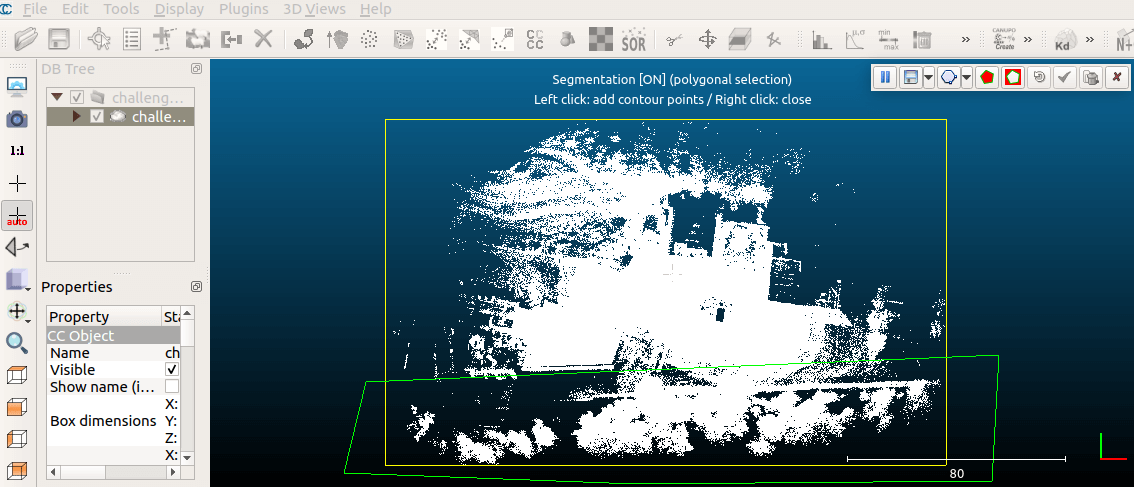 File Edit Tools Display Plugins 3D Views Help
SOR
μ,σ
min
max
CANUPO
Create
Kd
N+
»
»
»
DB Tree
challeng...
challe...
Segmentation [ON] (polygonal selection)
Left click: add contour points / Right click: close
1:1
auto
Properties
Property Sta
CC Object
Name ch
Visible
Show name (i...
Box dimensions
X:
Y:
Z:
X:
80